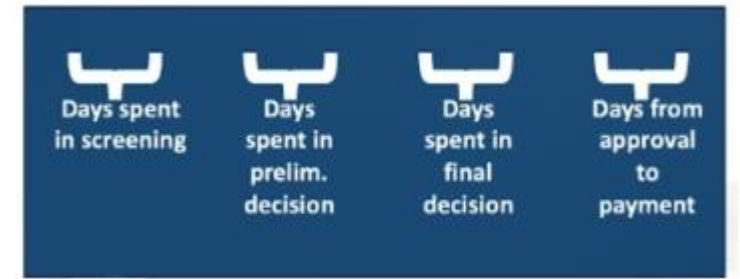 Days spent
in screening
Days
spent in
prelim.
decision
Days
spent in
final
decision
Days from
approval
to
payment